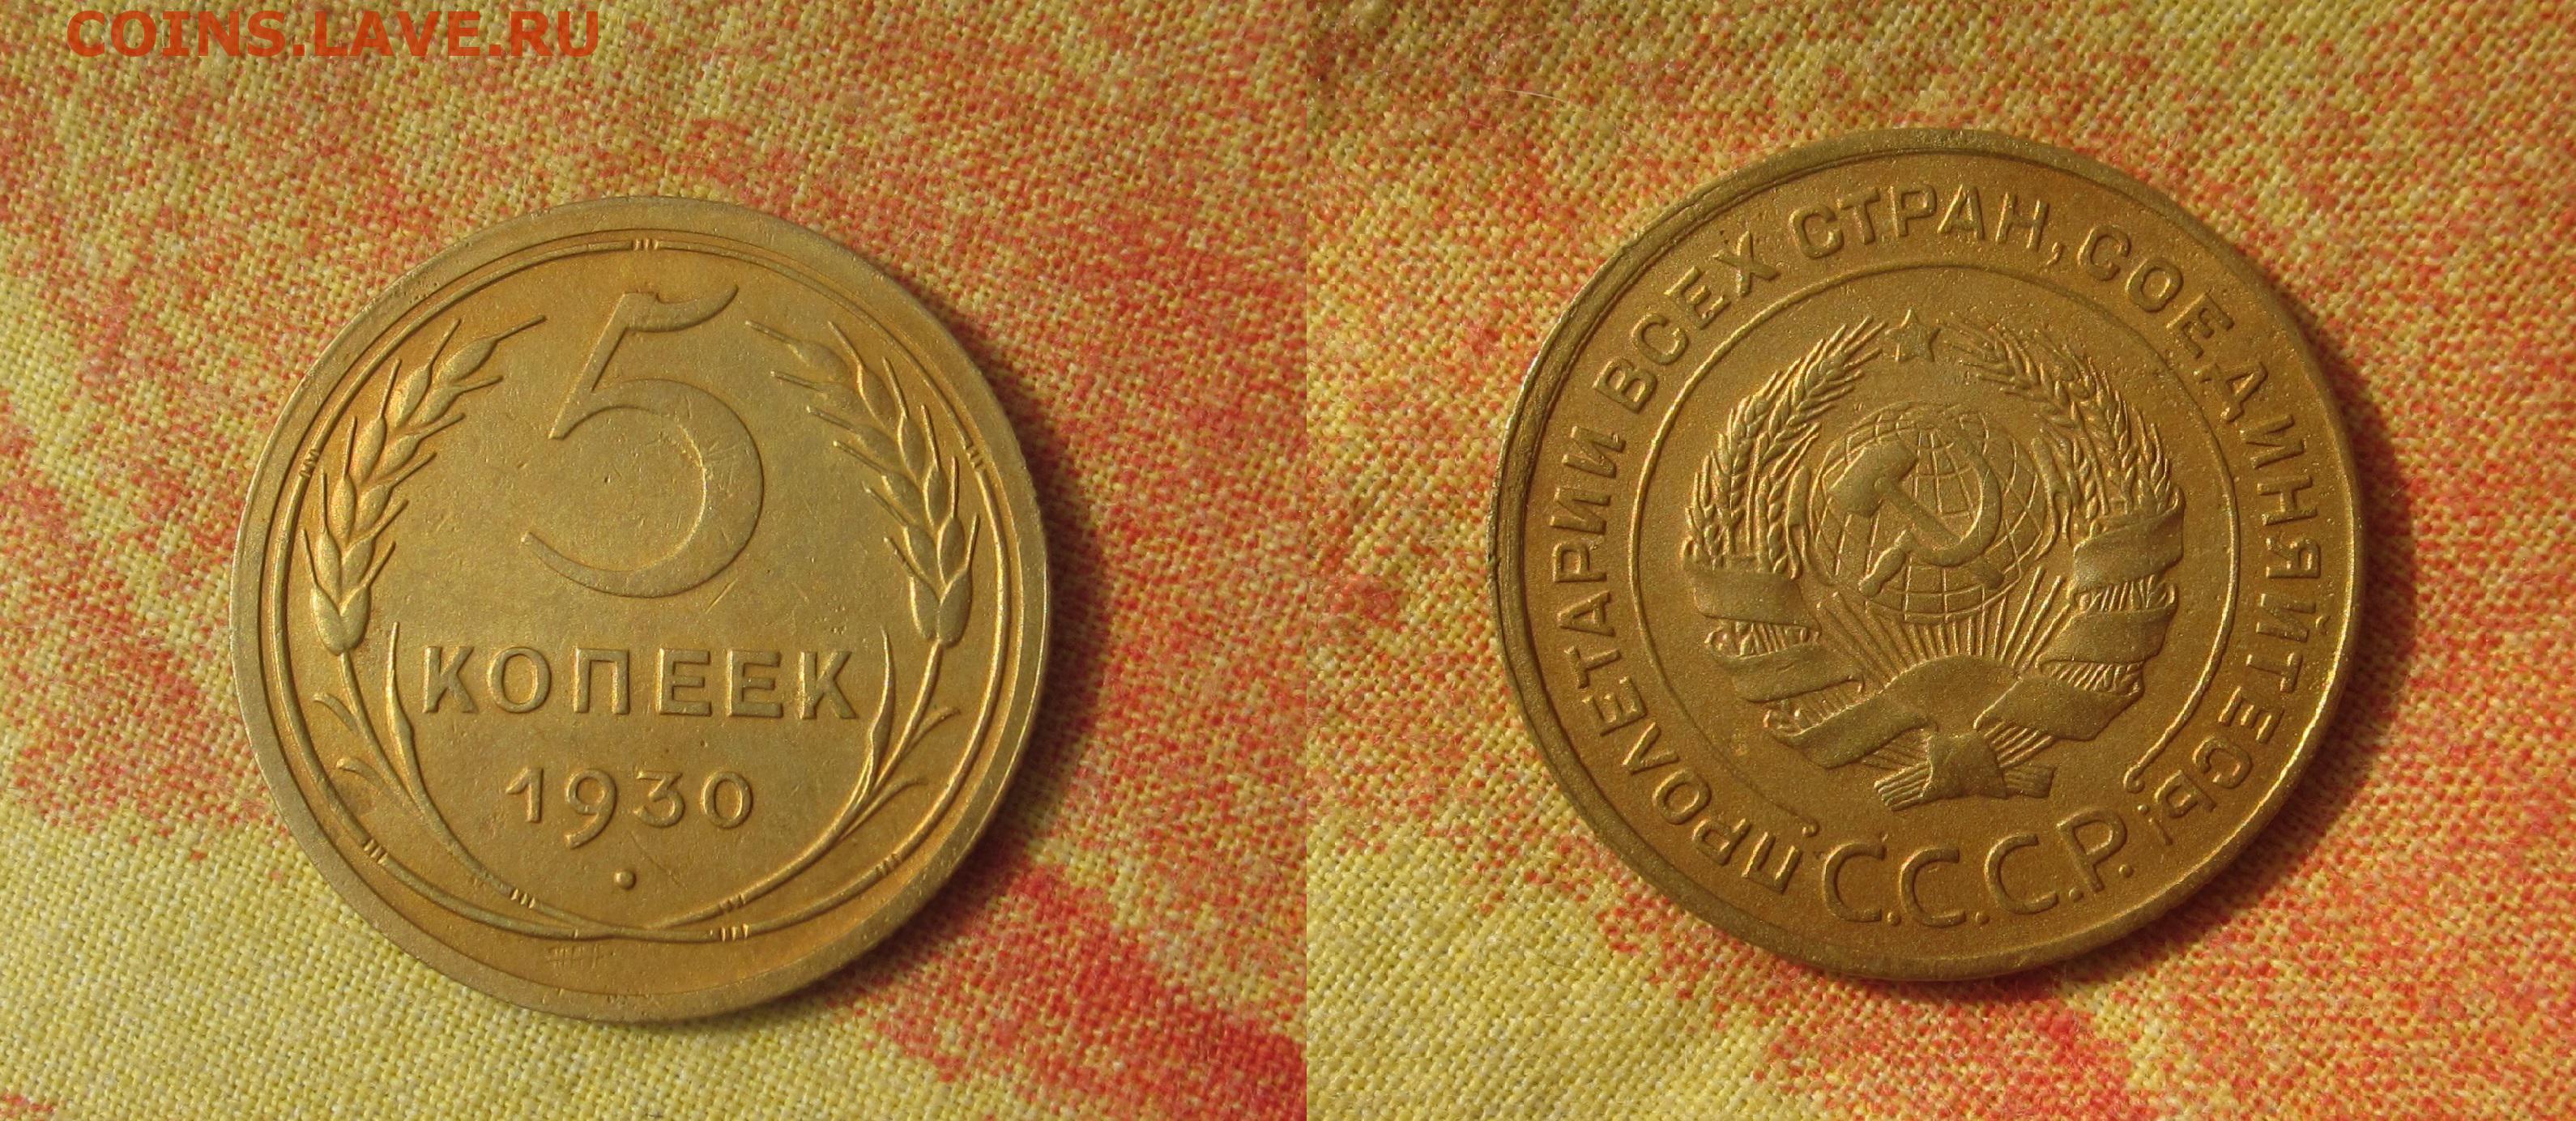 COINS.LAVE.RU
5
КОПЕЕК
1930
ПРОЛЕТАРИИ ВСЕХ СТРАН, СОЕДИНЯЙТЕСЬ!
С.С.С.Р.